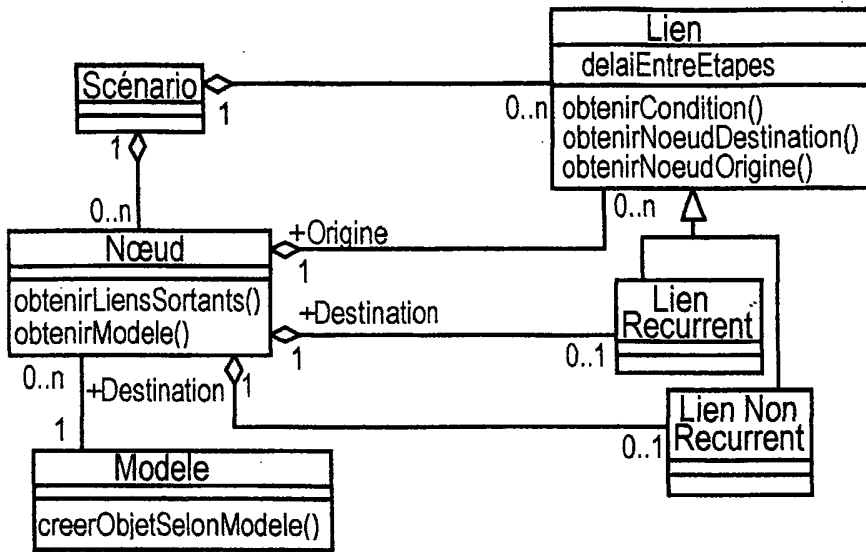 Lien
delaiEntreEtapes
obtenirCondition()
obtenirNoeudDestination()
obtenirNoeudOrigine()
Scénario
1
0..n
1
0..n
Nœud
obtenirLiensSortants()
obtenirModele()
+Origine
1
0..n
+Destination
1
0..1
Lien
Recurrent
+Destination
1
0..1
Lien Non
Recurrent
0..n
1
Modele
creerObjetSelonModele()